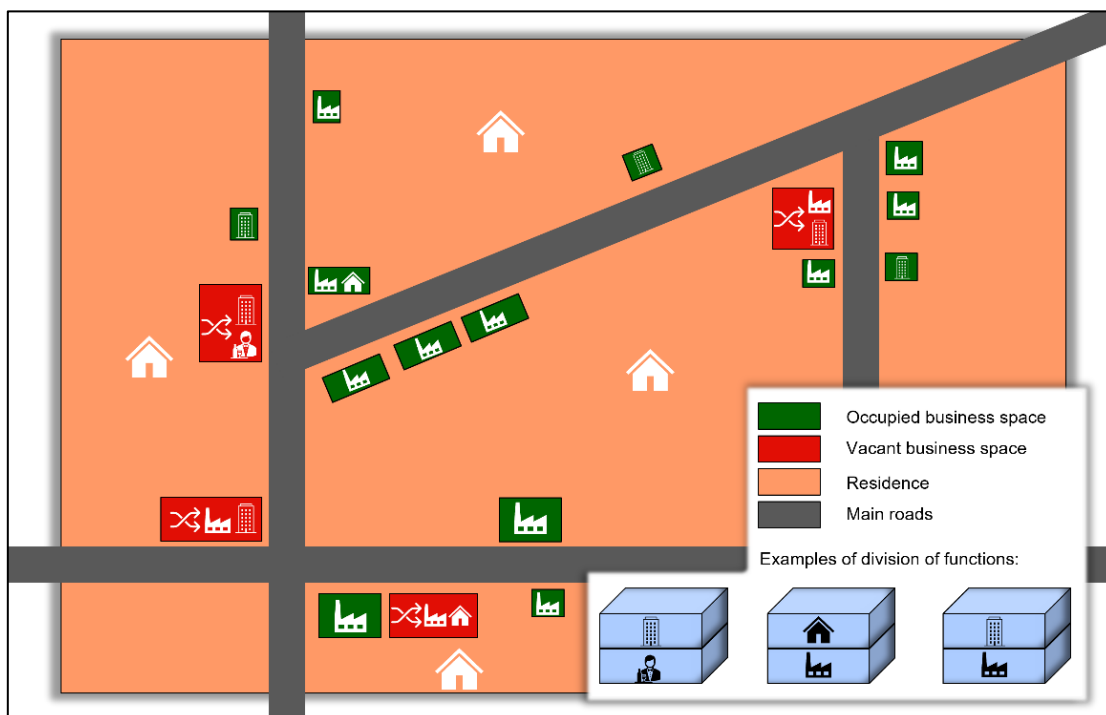 Occupied business space
Vacant business space
Residence
Main roads
Examples of division of functions: